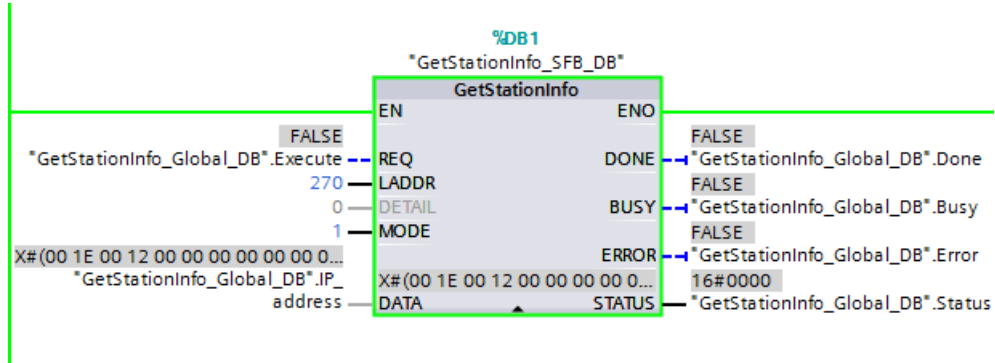 %DB1
"GetStationInfo_SFB_DB"
GetStationInfo
EN ENO
FALSE FALSE
"GetStationInfo_Global_DB".Execute REQ DONE "GetStationInfo_Global_DB".Done
270 LADDR FALSE
0 DETAIL BUSY "GetStationInfo_Global_DB".Busy
1 MODE FALSE
X#(00 1E 00 12 00 00 00 00 00 00 0... ERROR "GetStationInfo_Global_DB".Error
"GetStationInfo_Global_DB".IP_ X#(00 1E 00 12 00 00 00 00 0... 16#0000
address DATA STATUS "GetStationInfo_Global_DB".Status